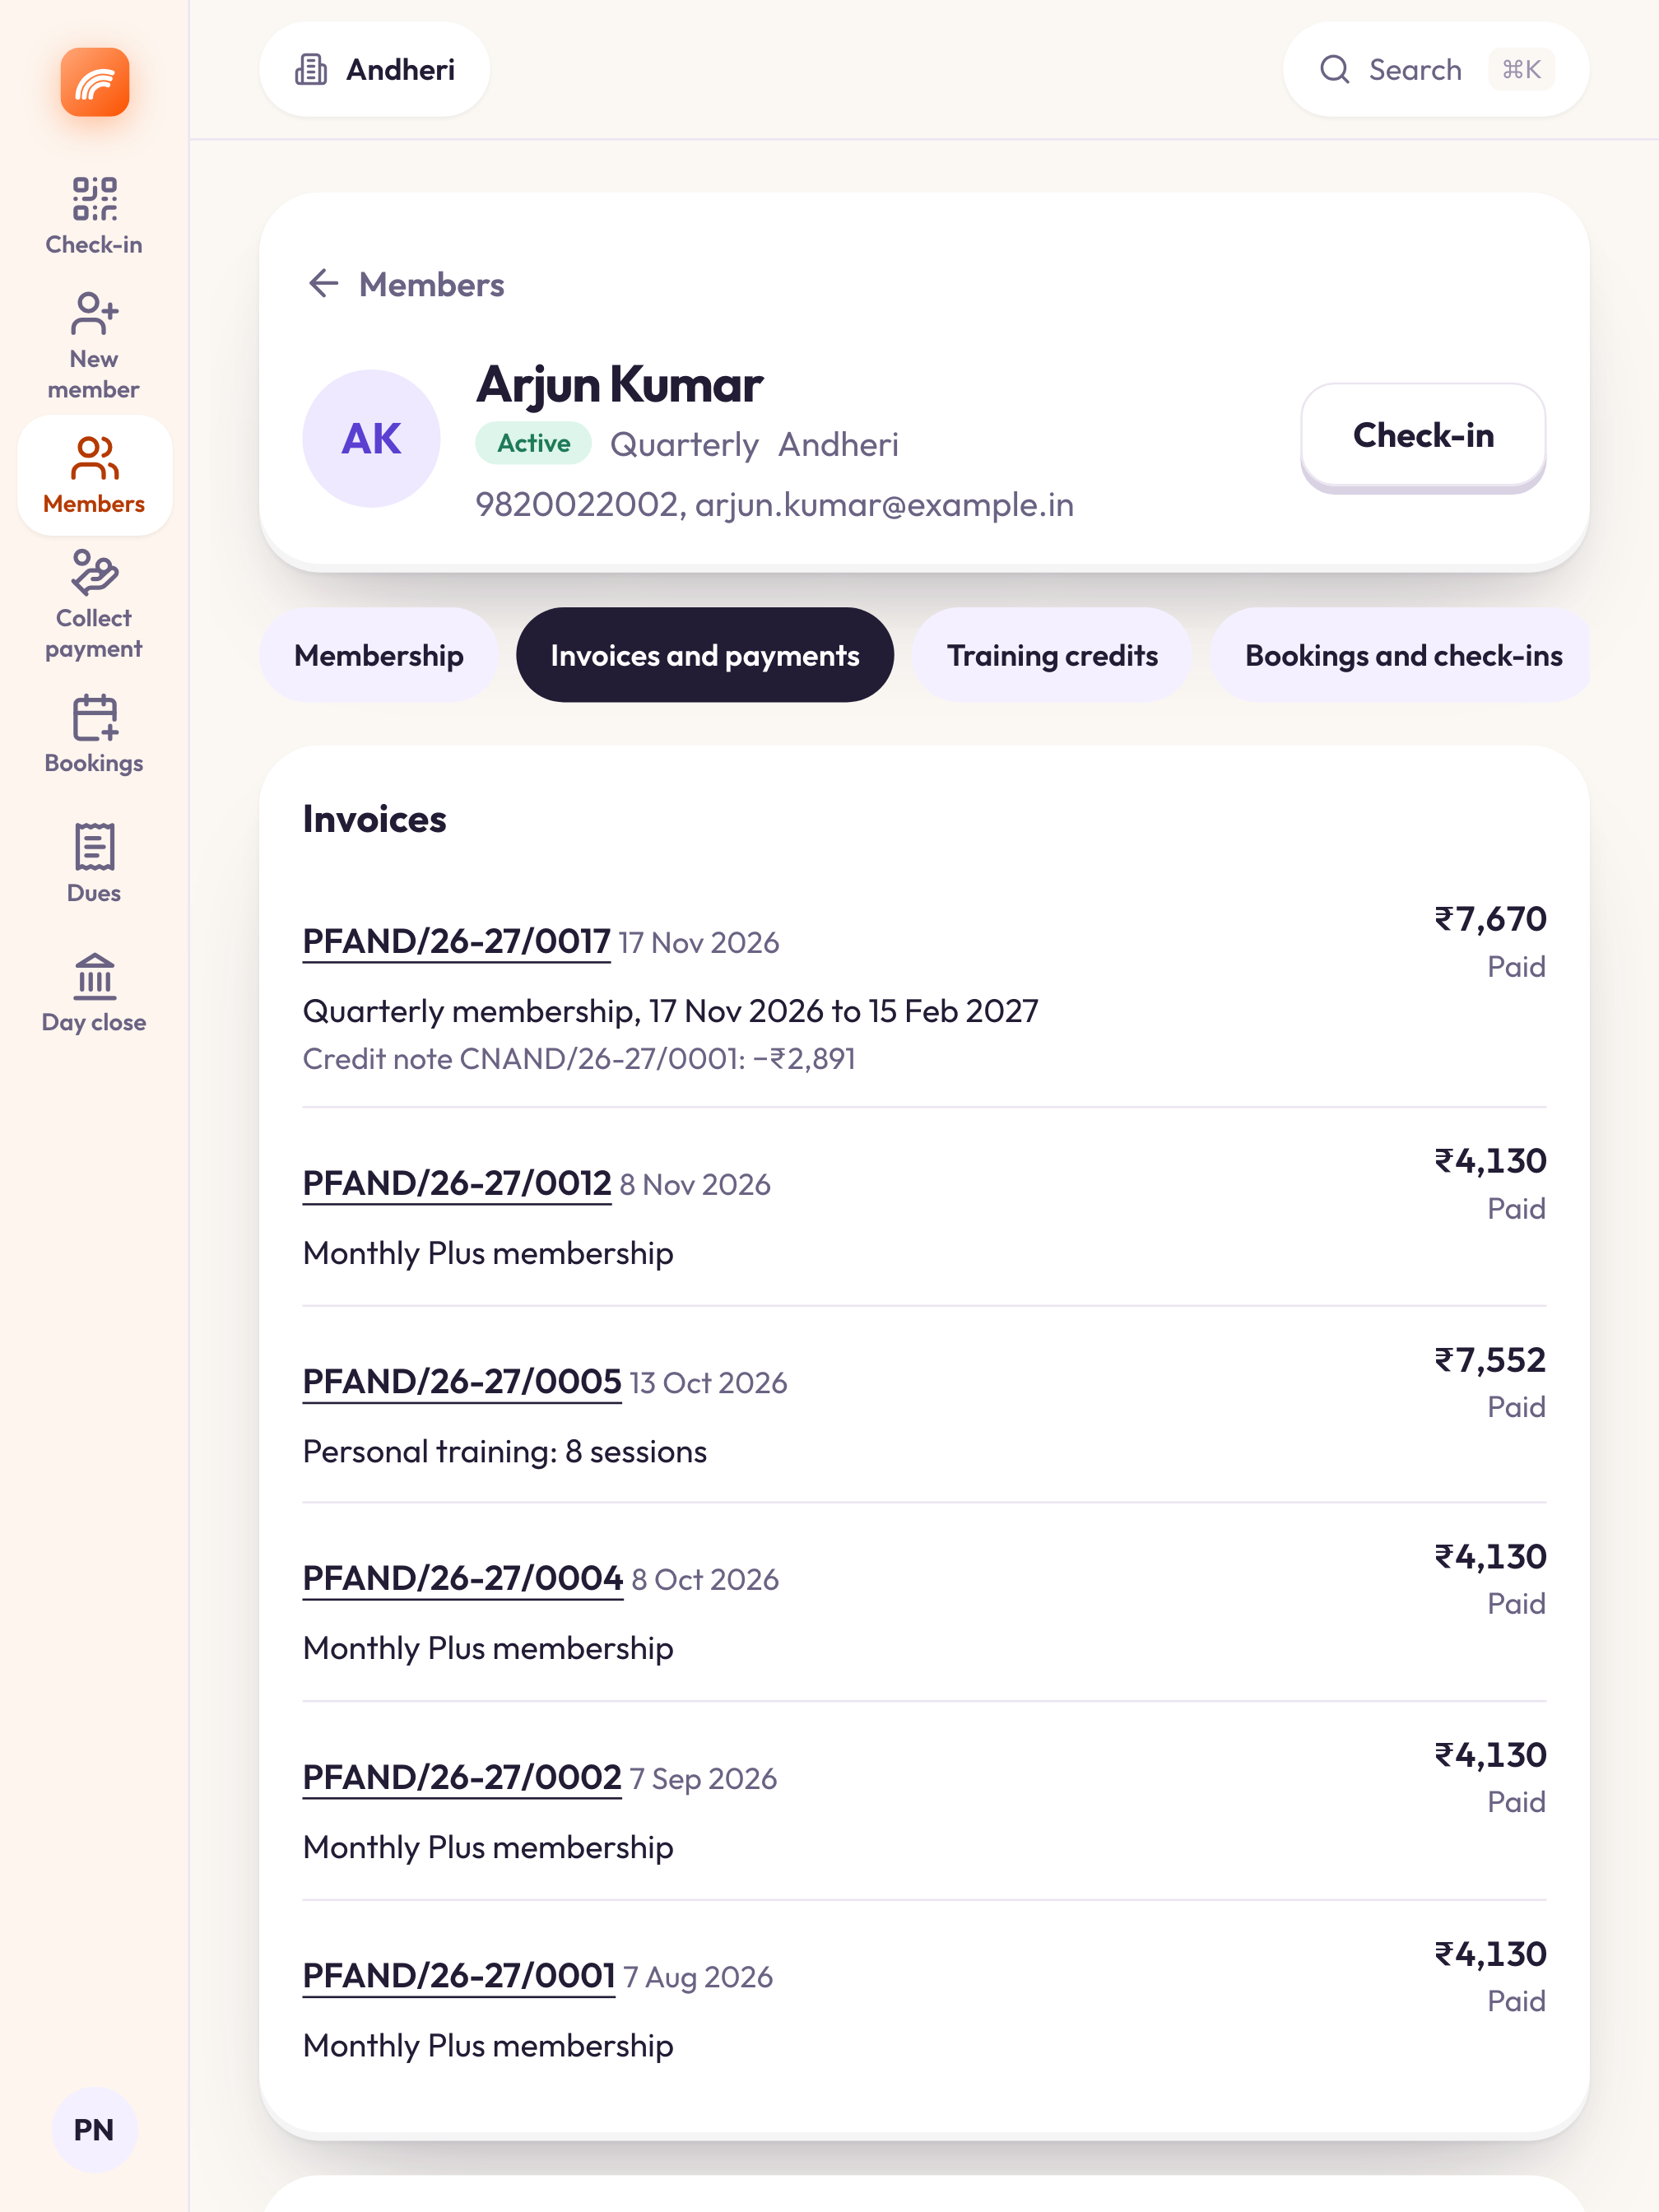 Andheri
Search ⌘K
Check-in
New
member
Members
Collect
payment
Bookings
Dues
Day close
PN
Members
AK
Arjun Kumar
Active Quarterly Andheri
9820022002, arjun.kumar@example.in
Check-in
Membership
Invoices and payments
Training credits
Bookings and check-ins
Invoices
PFAND/26-27/0017 17 Nov 2026
₹7,670
Paid
Quarterly membership, 17 Nov 2026 to 15 Feb 2027
Credit note CNAND/26-27/0001: −₹2,891
PFAND/26-27/0012 8 Nov 2026
₹4,130
Paid
Monthly Plus membership
PFAND/26-27/0005 13 Oct 2026
₹7,552
Paid
Personal training: 8 sessions
PFAND/26-27/0004 8 Oct 2026
₹4,130
Paid
Monthly Plus membership
PFAND/26-27/0002 7 Sep 2026
₹4,130
Paid
Monthly Plus membership
PFAND/26-27/0001 7 Aug 2026
₹4,130
Paid
Monthly Plus membership